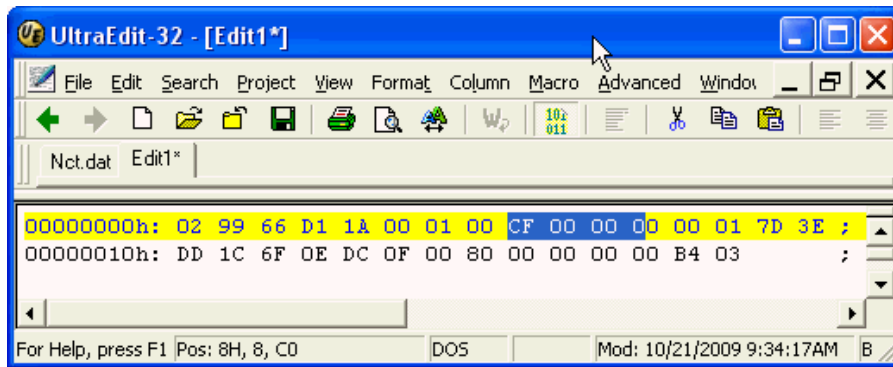 UltraEdit-32 - [Edit1*]
File Edit Search Project View Format Column Macro Advanced Window
Nct.dat Edit1*
00000000h: 02 99 66 D1 1A 00 01 00 CF 00 00 00 00 01 7D 3E ;
00000010h: DD 1C 6F 0E DC 0F 00 80 00 00 00 00 B4 03 ;
For Help, press F1 Pos: 8H, 8, C0 DOS Mod: 10/21/2009 9:34:17AM B